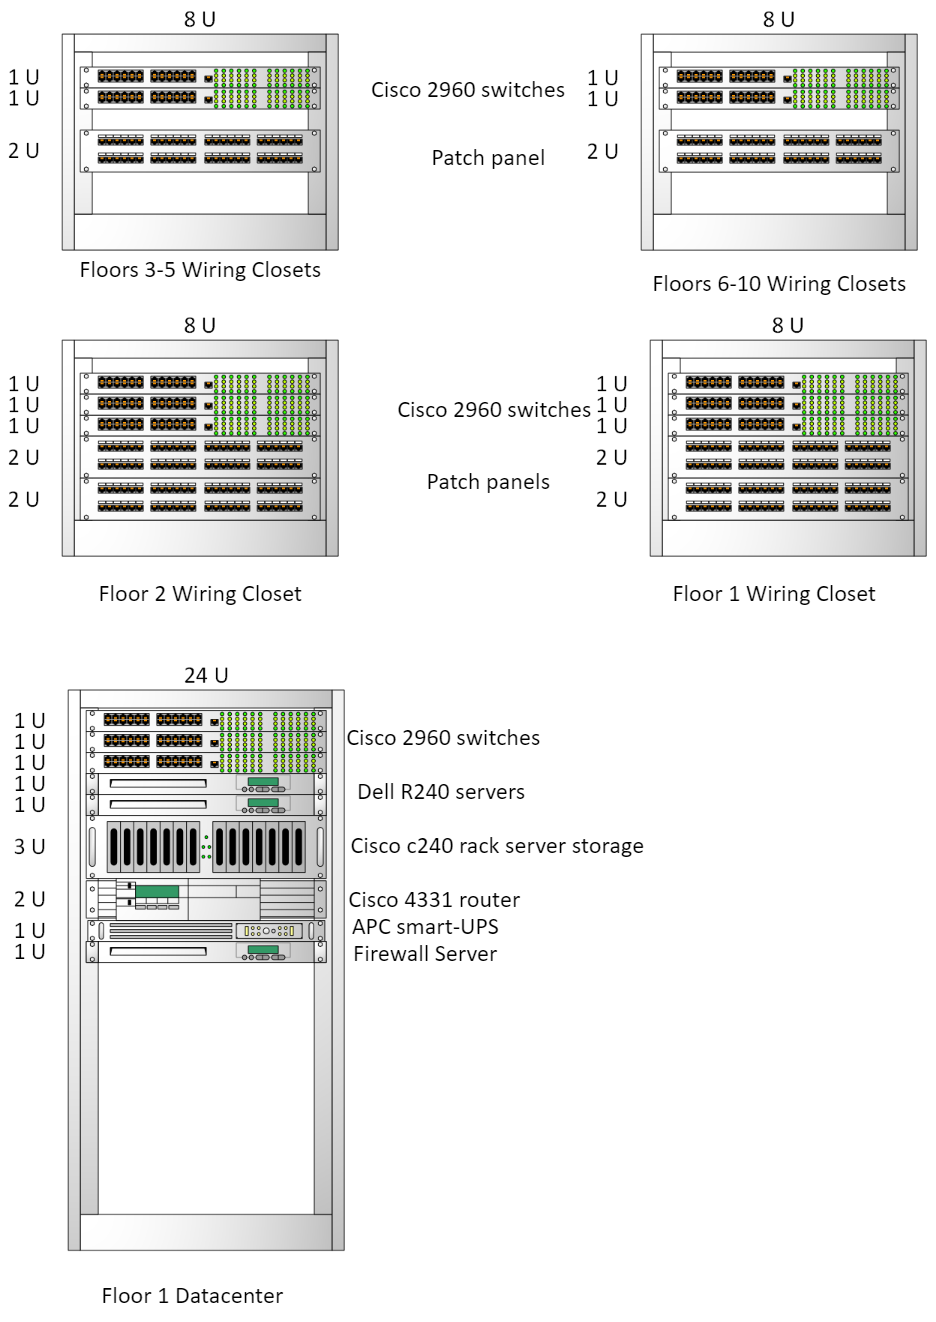 8 U
8 U
1 U
1 U
Cisco 2960 switches
1 U
1 U
2 U
Patch panel
2 U
Floors 3-5 Wiring Closets
Floors 6-10 Wiring Closets
8 U
8 U
1 U
1 U
1 U
2 U
2 U
Cisco 2960 switches
Patch panels
1 U
1 U
1 U
2 U
2 U
Floor 2 Wiring Closet
Floor 1 Wiring Closet
24 U
1 U
1 U
1 U
Cisco 2960 switches
1 U
1 U
Dell R240 servers
3 U
Cisco c240 rack server storage
2 U
Cisco 4331 router
1 U
APC smart-UPS
1 U
Firewall Server
Floor 1 Datacenter